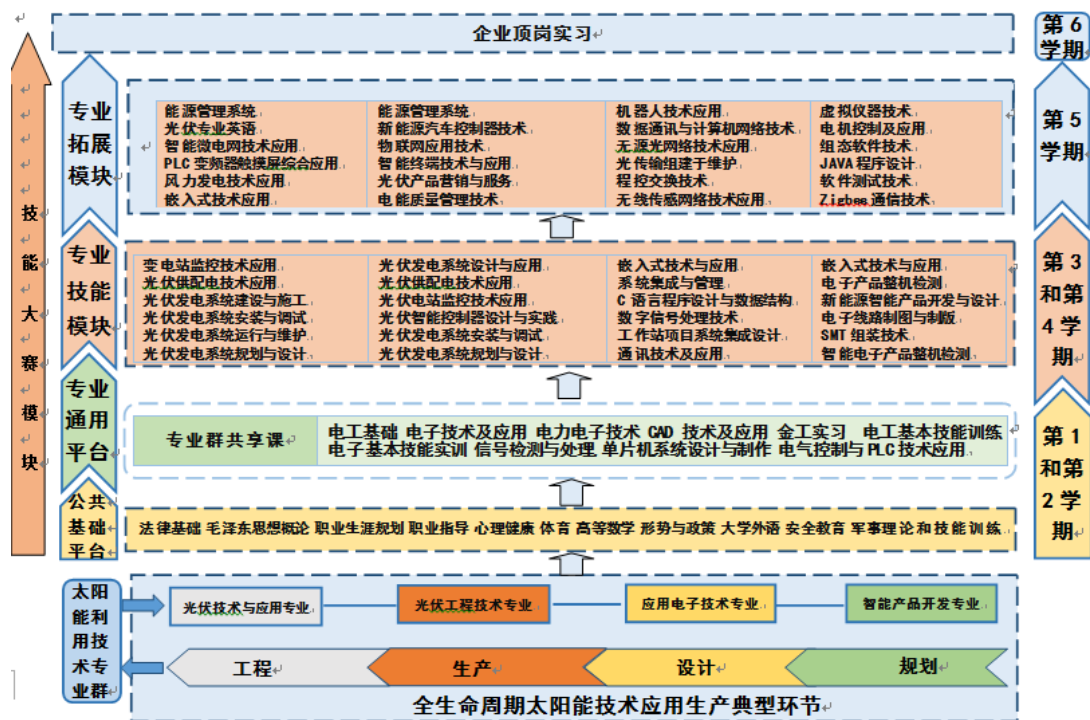 企业顶岗实习
第6学期
技能大赛模块
专业拓展模块
能源管理系统
光伏专业英语
智能微电网技术应用
PLC变频器触摸屏综合应用
风力发电技术应用
嵌入式技术应用
能源管理系统
新能源汽车控制器技术
物联网应用技术
智能终端技术与应用
光伏产品营销与服务
电能质量管理技术
机器人技术应用
数据通讯与计算机网络技术
无源光网络技术应用
光传输组建于维护
程控交换技术
无线传感网络技术应用
虚拟仪器技术
电机控制及应用
组态软件技术
JAVA程序设计
软件测试技术
Zigbee通信技术
第5学期
专业技能模块
变电站监控技术应用
光伏供配电技术应用
光伏发电系统建设与施工
光伏发电系统安装与调试
光伏发电系统运行与维护
光伏发电系统规划与设计
光伏发电系统设计与应用
光伏供配电技术应用
光伏电站监控技术应用
光伏智能控制器设计与实践
光伏发电系统安装与调试
光伏发电系统规划与设计
嵌入式技术与应用
系统集成与管理
C语言程序设计与数据结构
数字信号处理技术
工作站项目系统集成设计
通讯技术及应用
嵌入式技术与应用
电子产品整机检测
新能源智能产品开发与设计
电子线路制图与制版
SMT组装技术
智能电子产品整机检测
第3和第4学期
专业通用平台
专业群共享课
电工基础 电子技术及应用 电力电子技术 CAD 技术及应用 金工实习 电工基本技能训练
电子基本技能实训 信号检测与处理 单片机系统设计与制作 电气控制与PLC技术应用
第1和第2学期
公共基础平台
法律基础 毛泽东思想概论 职业生涯规划 职业指导 心理健康 体育 高等数学 形势与政策 大学外语 安全教育 军事理论和技能训练
太阳能利用技术专业群
光伏技术与应用专业
光伏工程技术专业
应用电子技术专业
智能产品开发专业
工程
生产
设计
规划
全生命周期太阳能技术应用生产典型环节